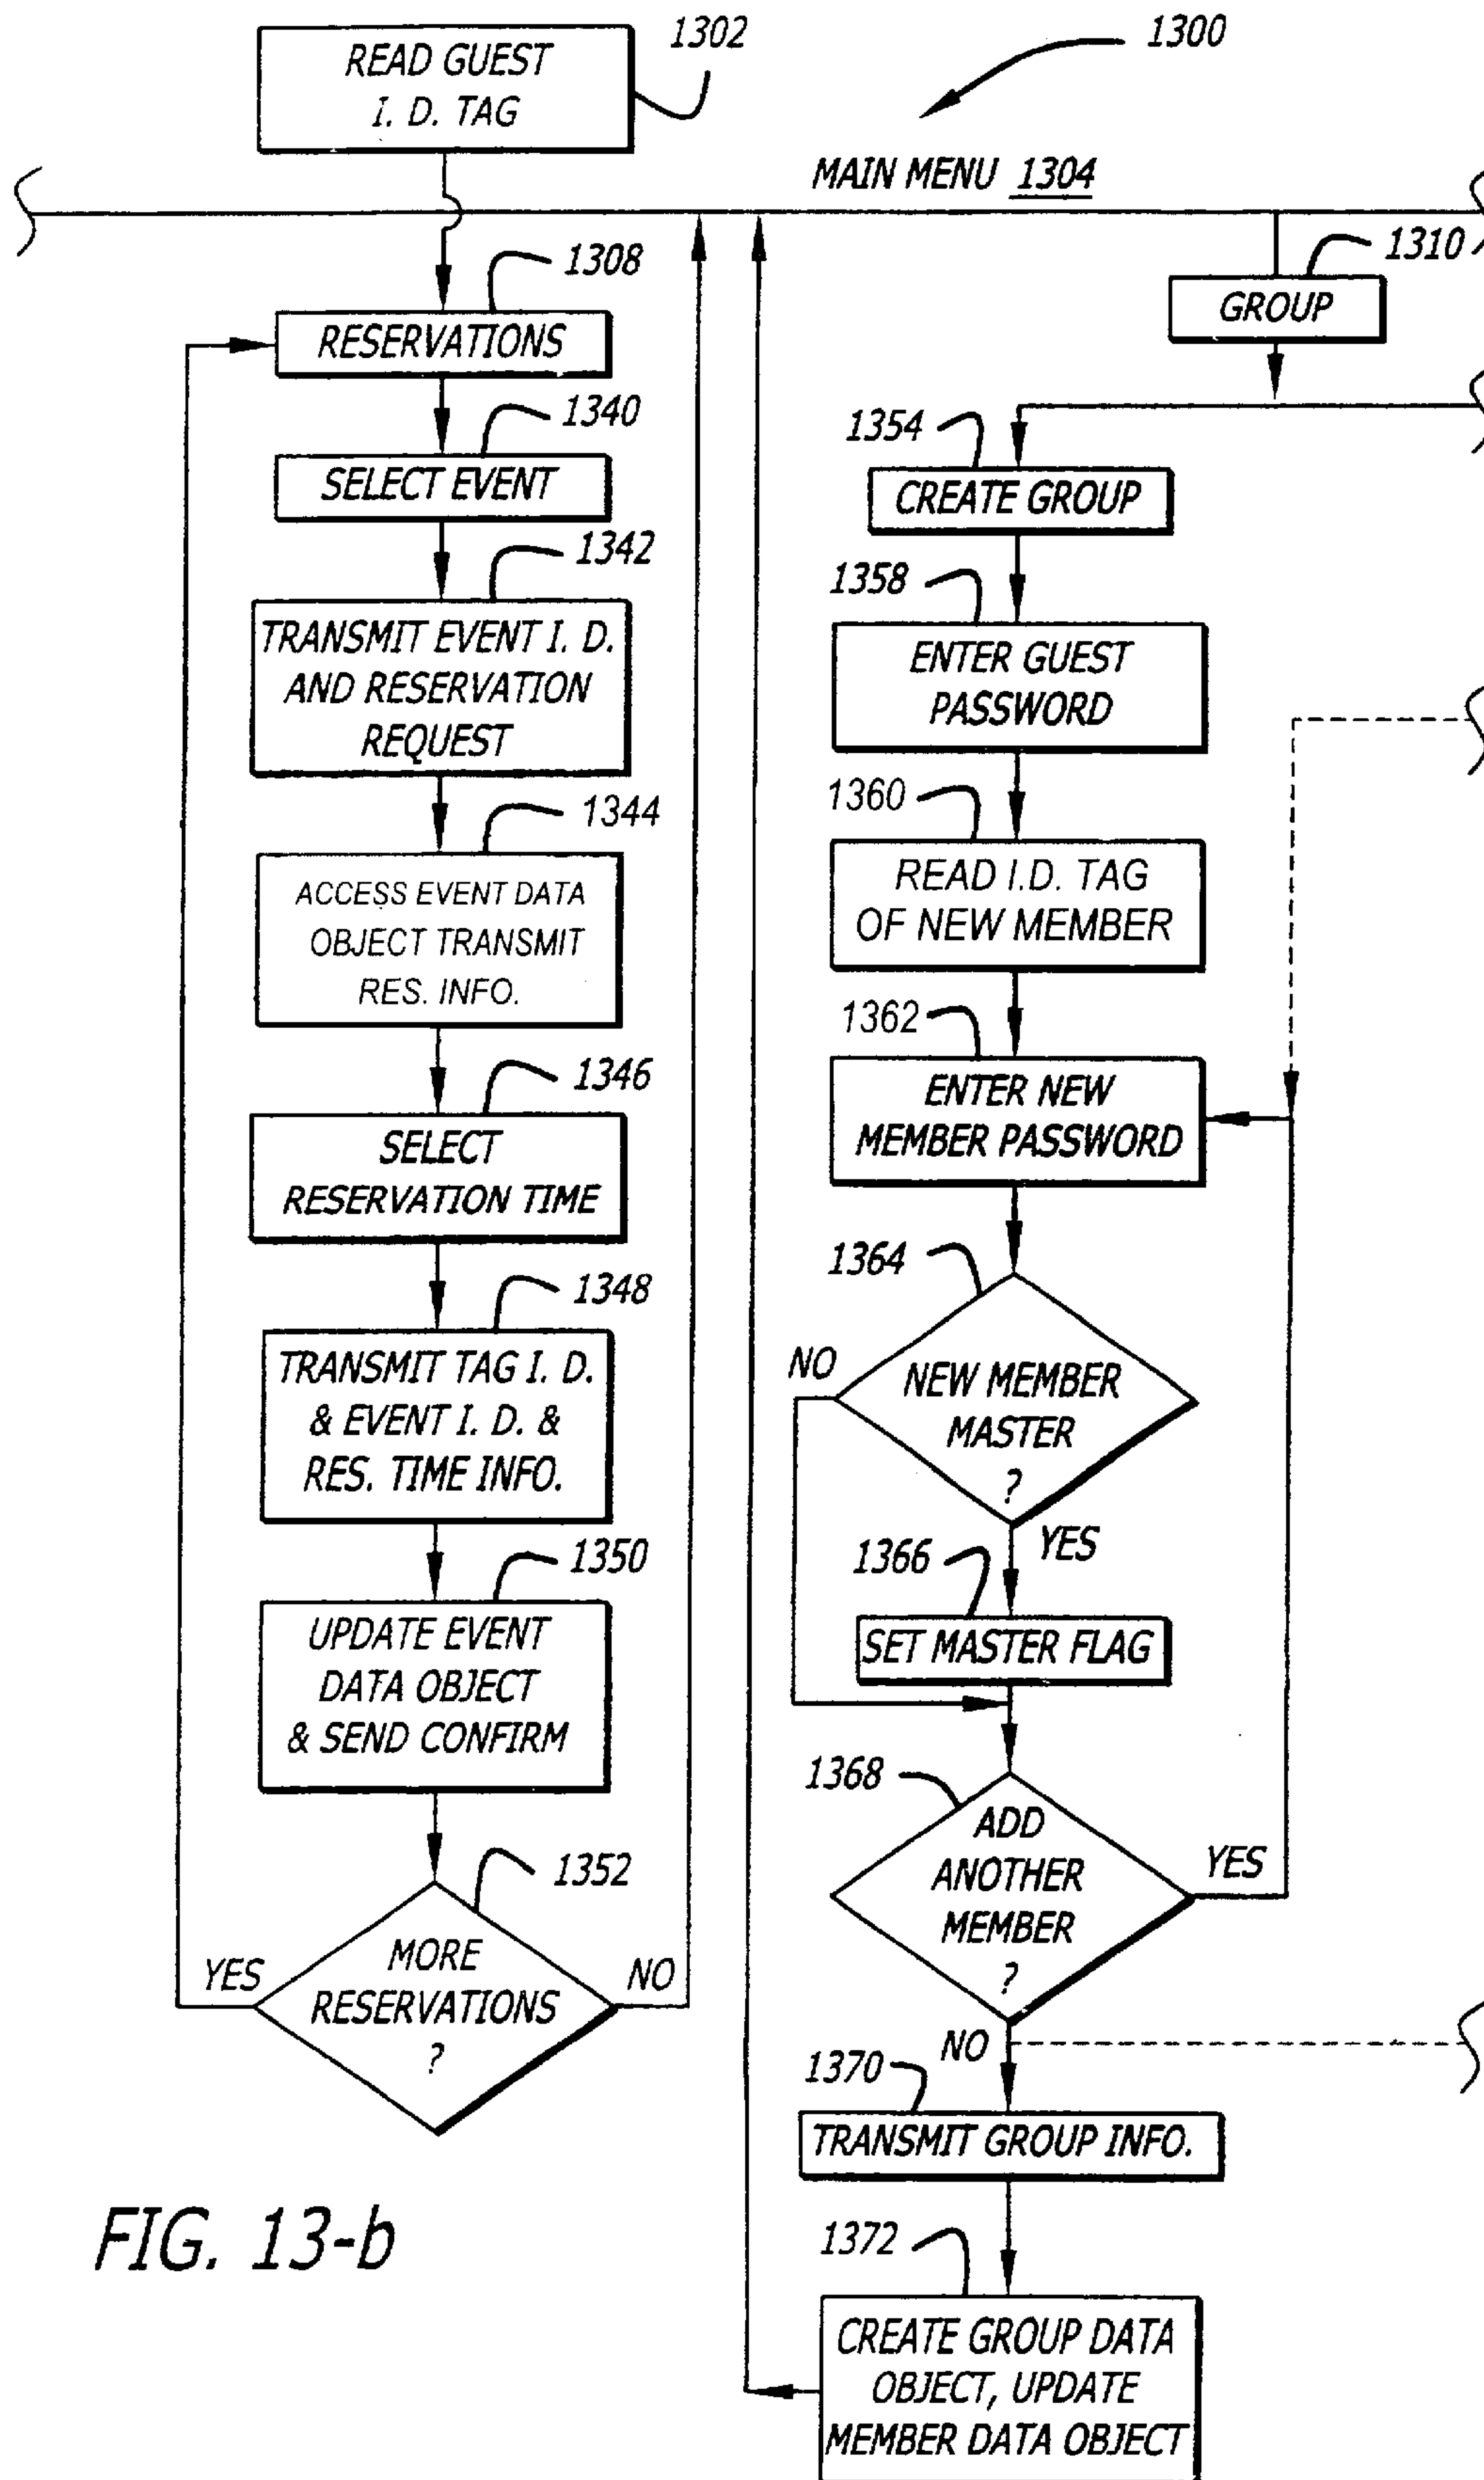 READ GUEST
I. D. TAG
1302
1300
MAIN MENU 1304
1308
RESERVATIONS
1340
SELECT EVENT
1342
TRANSMIT EVENT I. D.
AND RESERVATION
REQUEST
1344
ACCESS EVENT DATA
OBJECT TRANSMIT
RES. INFO.
1346
SELECT
RESERVATION TIME
1348
TRANSMIT TAG I. D.
& EVENT I. D. &
RES. TIME INFO.
1350
UPDATE EVENT
DATA OBJECT
& SEND CONFIRM
1352
MORE
RESERVATIONS
?
YES
NO
1310
GROUP
1354
CREATE GROUP
1358
ENTER GUEST
PASSWORD
1360
READ I.D. TAG
OF NEW MEMBER
1362
ENTER NEW
MEMBER PASSWORD
1364
NO
NEW MEMBER
MASTER
?
YES
1366
SET MASTER FLAG
1368
ADD
ANOTHER
MEMBER
?
YES
NO
1370
TRANSMIT GROUP INFO.
1372
CREATE GROUP DATA
OBJECT, UPDATE
MEMBER DATA OBJECT
FIG. 13-b